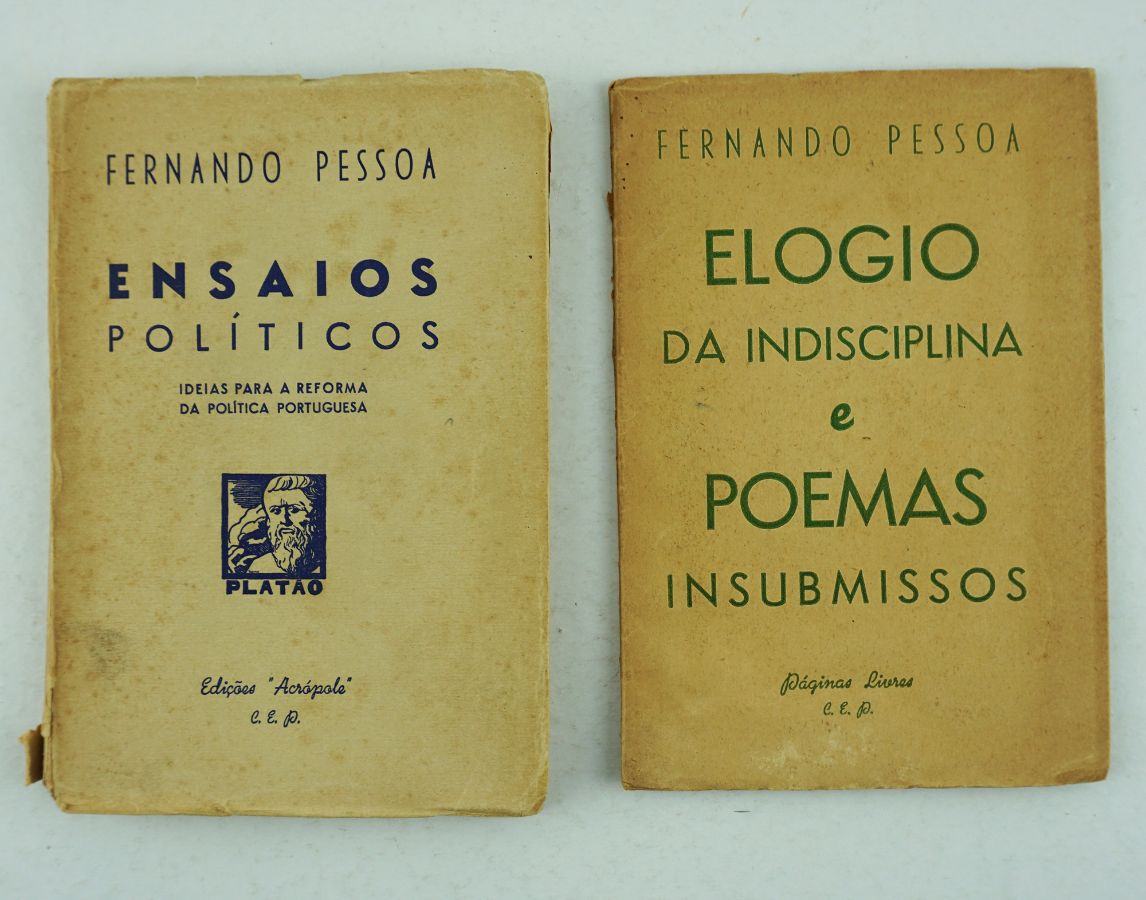 FERNANDO PESSOA
ENSAIOS
POLÍTICOS
IDEIAS PARA A REFORMA
DA POLÍTICA PORTUGUESA
PLATÃO
Edições "Acrópole"
C. E. P.
FERNANDO PESSOA
ELOGIO
DA INDISCIPLINA
e
POEMAS
INSUBMISSOS
Páginas Livres
C. E. P.